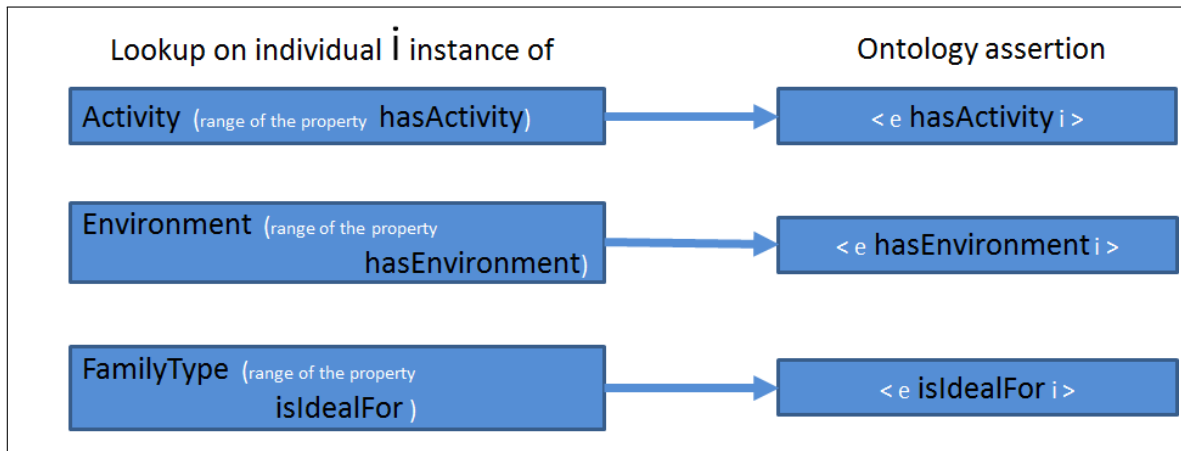 Lookup on individual i instance of
Ontology assertion
Activity (range of the property hasActivity)
< e hasActivity i >
Environment (range of the property
hasEnvironment)
< e hasEnvironment i >
FamilyType (range of the property
isIdealFor )
< e isIdealFor i >